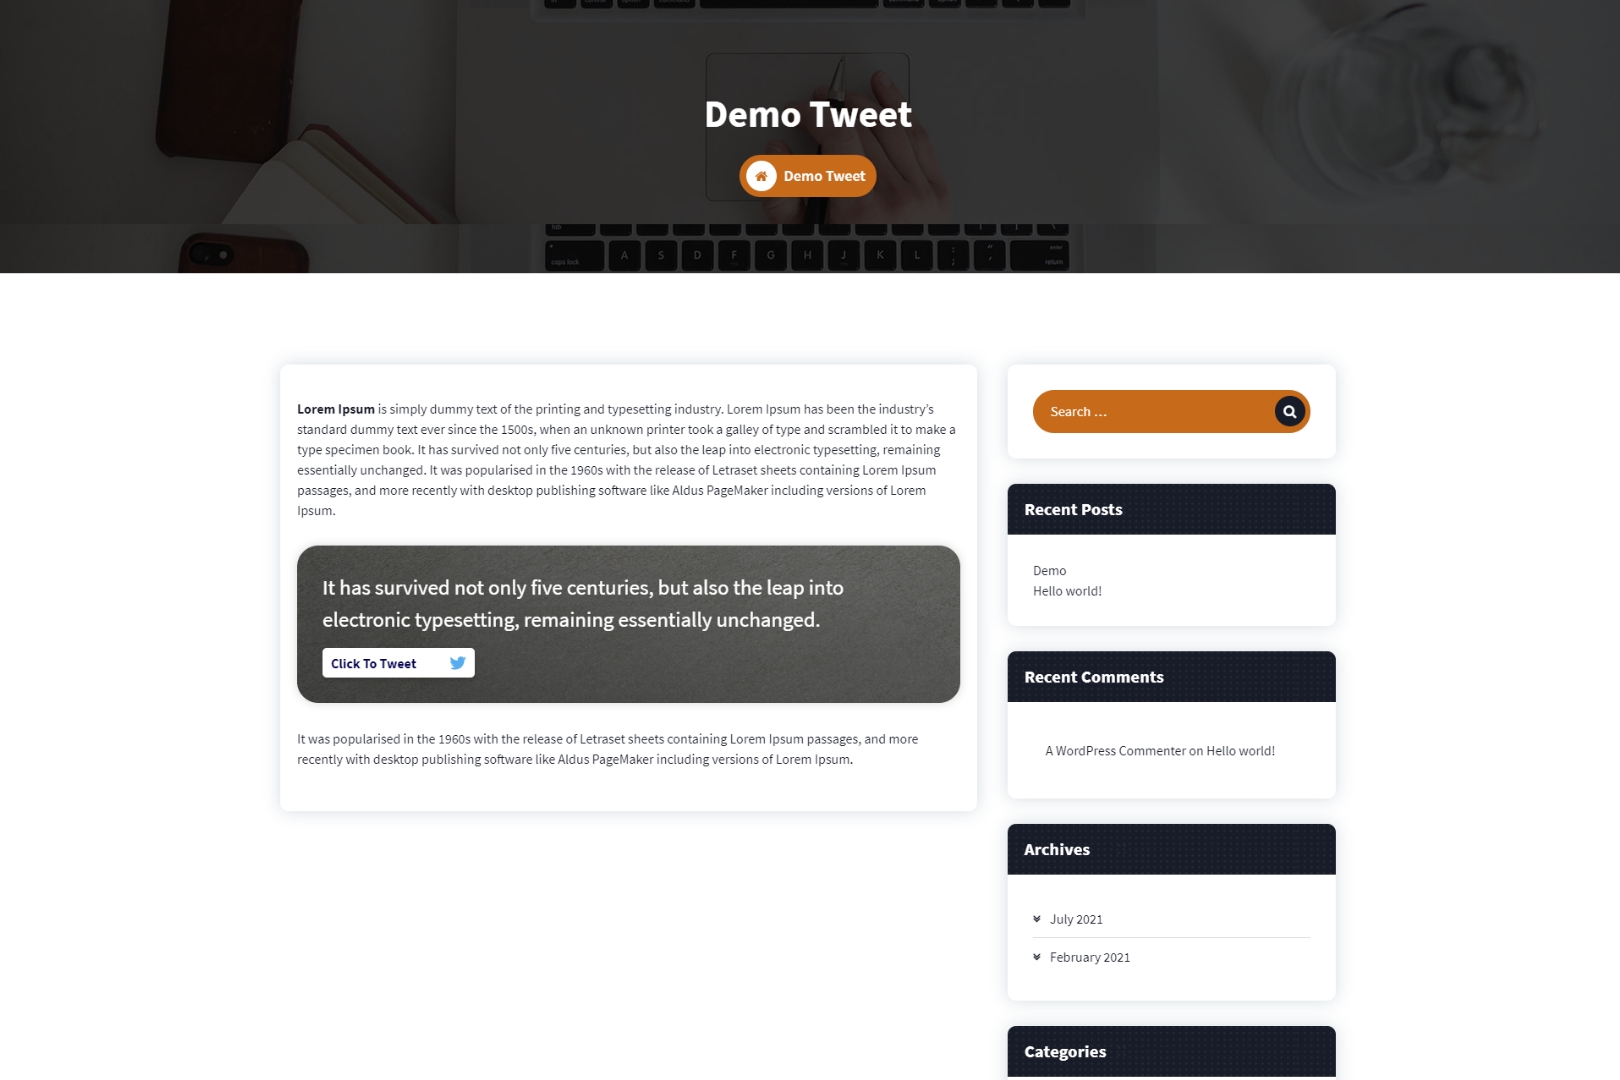 Demo Tweet
Demo Tweet
caps lock A S D F G H J K L ; ' enter return
Lorem Ipsum is simply dummy text of the printing and typesetting industry. Lorem Ipsum has been the industry’s
standard dummy text ever since the 1500s, when an unknown printer took a galley of type and scrambled it to make a
type specimen book. It has survived not only five centuries, but also the leap into electronic typesetting, remaining
essentially unchanged. It was popularised in the 1960s with the release of Letraset sheets containing Lorem Ipsum
passages, and more recently with desktop publishing software like Aldus PageMaker including versions of Lorem
Ipsum.
It has survived not only five centuries, but also the leap into
electronic typesetting, remaining essentially unchanged.
Click To Tweet
It was popularised in the 1960s with the release of Letraset sheets containing Lorem Ipsum passages, and more
recently with desktop publishing software like Aldus PageMaker including versions of Lorem Ipsum.
Search …
Recent Posts
Demo
Hello world!
Recent Comments
A WordPress Commenter on Hello world!
Archives
July 2021
February 2021
Categories